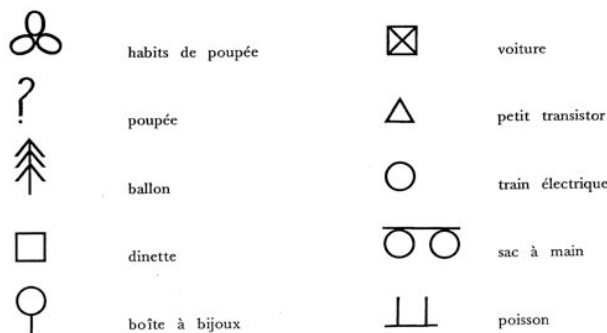 habits de poupée
voiture
poupée
petit transistor
ballon
train électrique
dinette
sac à main
boîte à bijoux
poisson